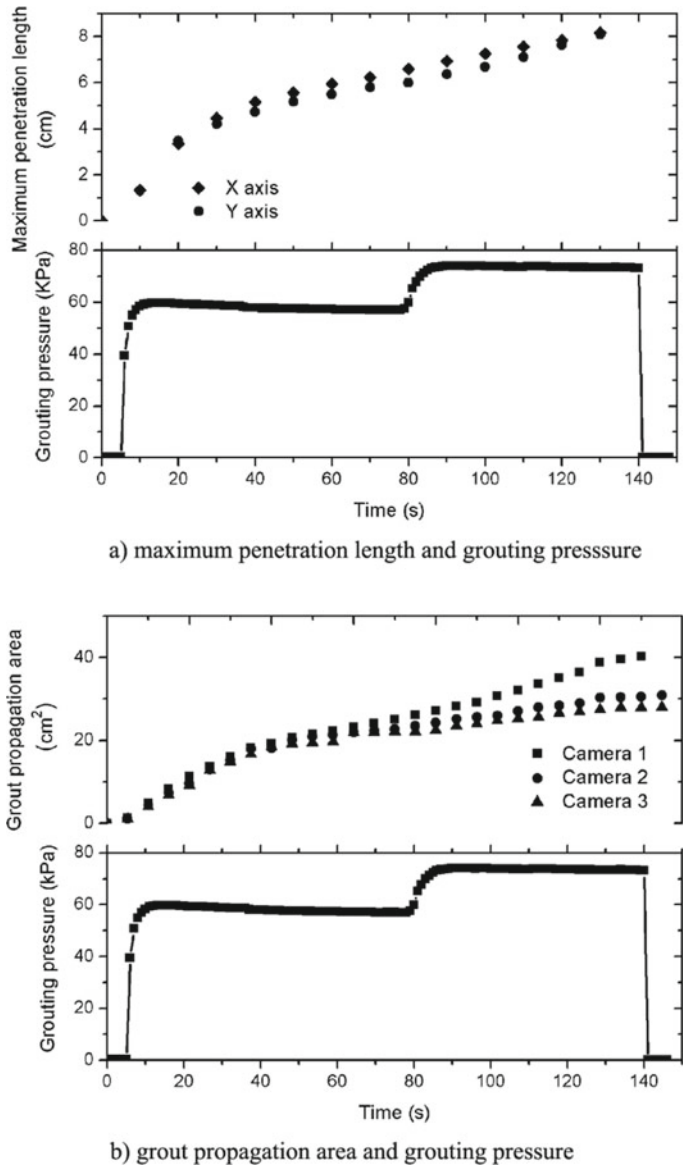 Maximum penetration length
(cm)
8
6
4
2
0
X axis
Y axis
Grouting pressure (KPa)
80
60
40
20
0
20 40 60 80 100 120 140
Time (s)
a) maximum penetration length and grouting presssure
Grout propagation area
(cm²)
40
20
0
Camera 1
Camera 2
Camera 3
Grouting pressure (kPa)
80
60
40
20
0
0 20 40 60 80 100 120 140
Time (s)
b) grout propagation area and grouting pressure